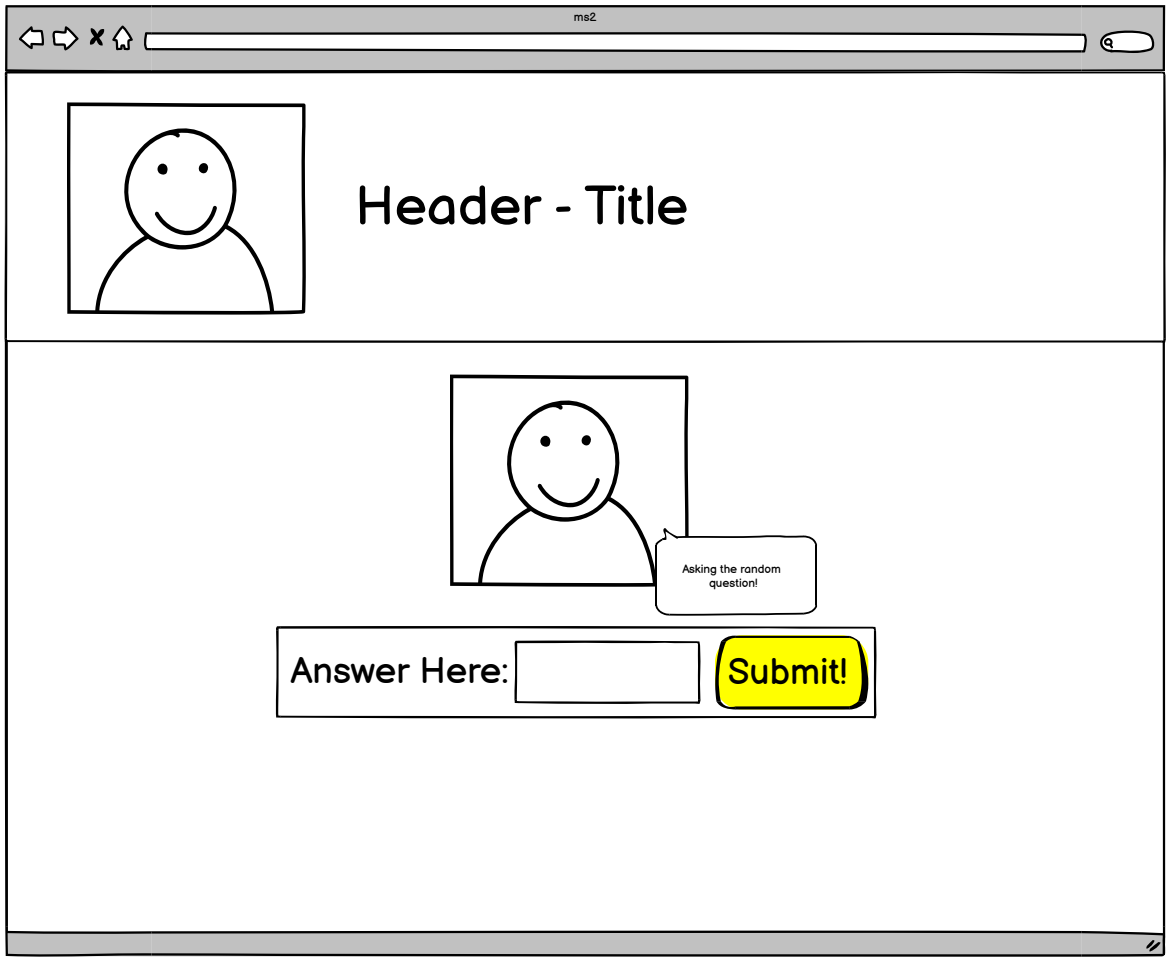 ms2
Header - Title
Asking the random
question!
Answer Here:
Submit!